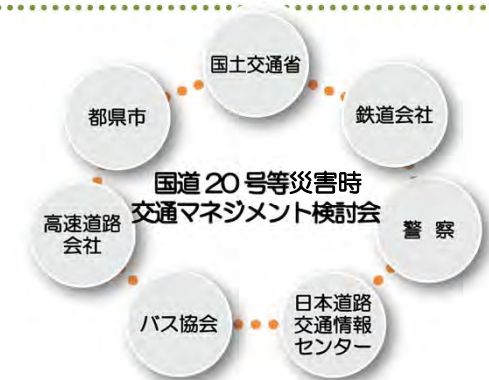 国土交通省
都県市
鉄道会社
国道20号等災害時
交通マネジメント検討会
高速道路
会社
警 察
バス協会
日本道路
交通情報
センター